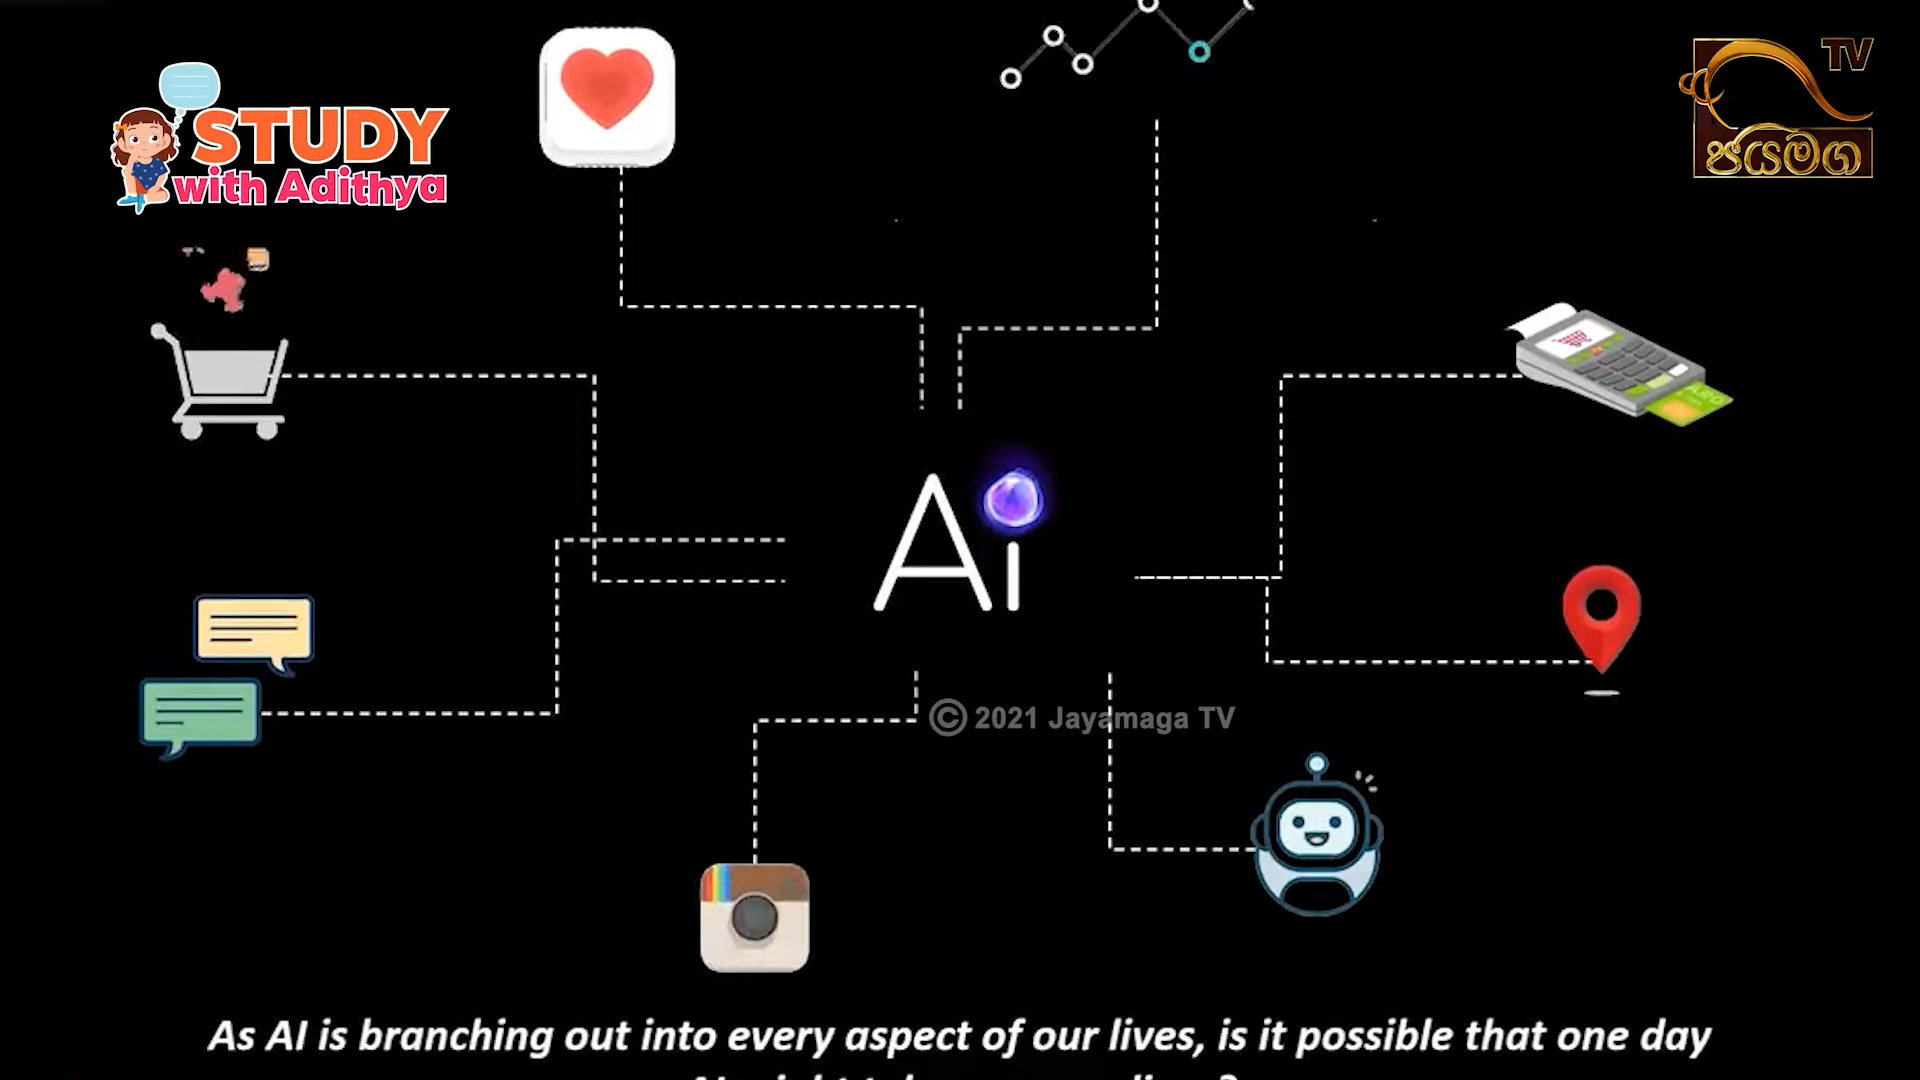 STUDY
with Adithya
TV
ජයමග
Ai
© 2021 Jayamaga TV
As AI is branching out into every aspect of our lives, is it possible that one day